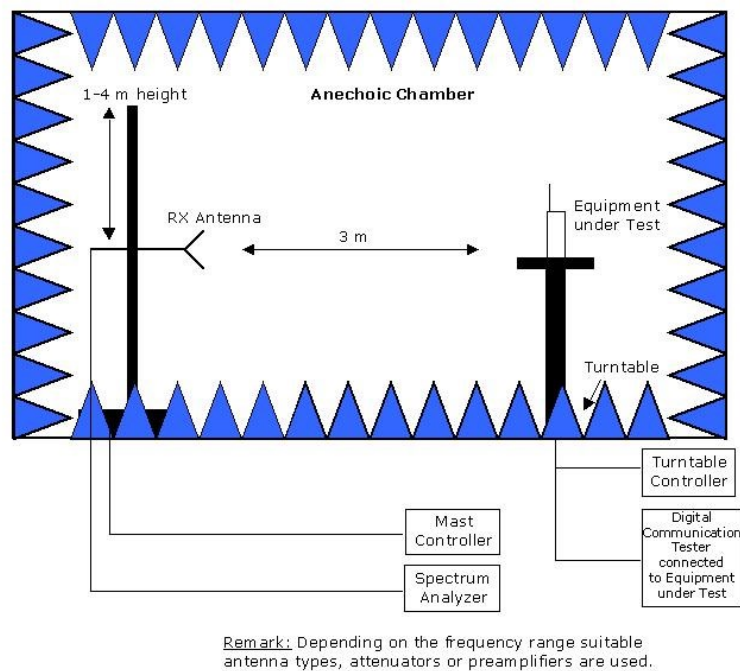 1-4 m height
Anechoic Chamber
RX Antenna
3 m
Equipment
under Test
Turntable
Turntable
Controller
Mast
Controller
Digital
Communication
Tester
connected
to Equipment
under Test
Spectrum
Analyzer
Remark: Depending on the frequency range suitable
antenna types, attenuators or preamplifiers are used.